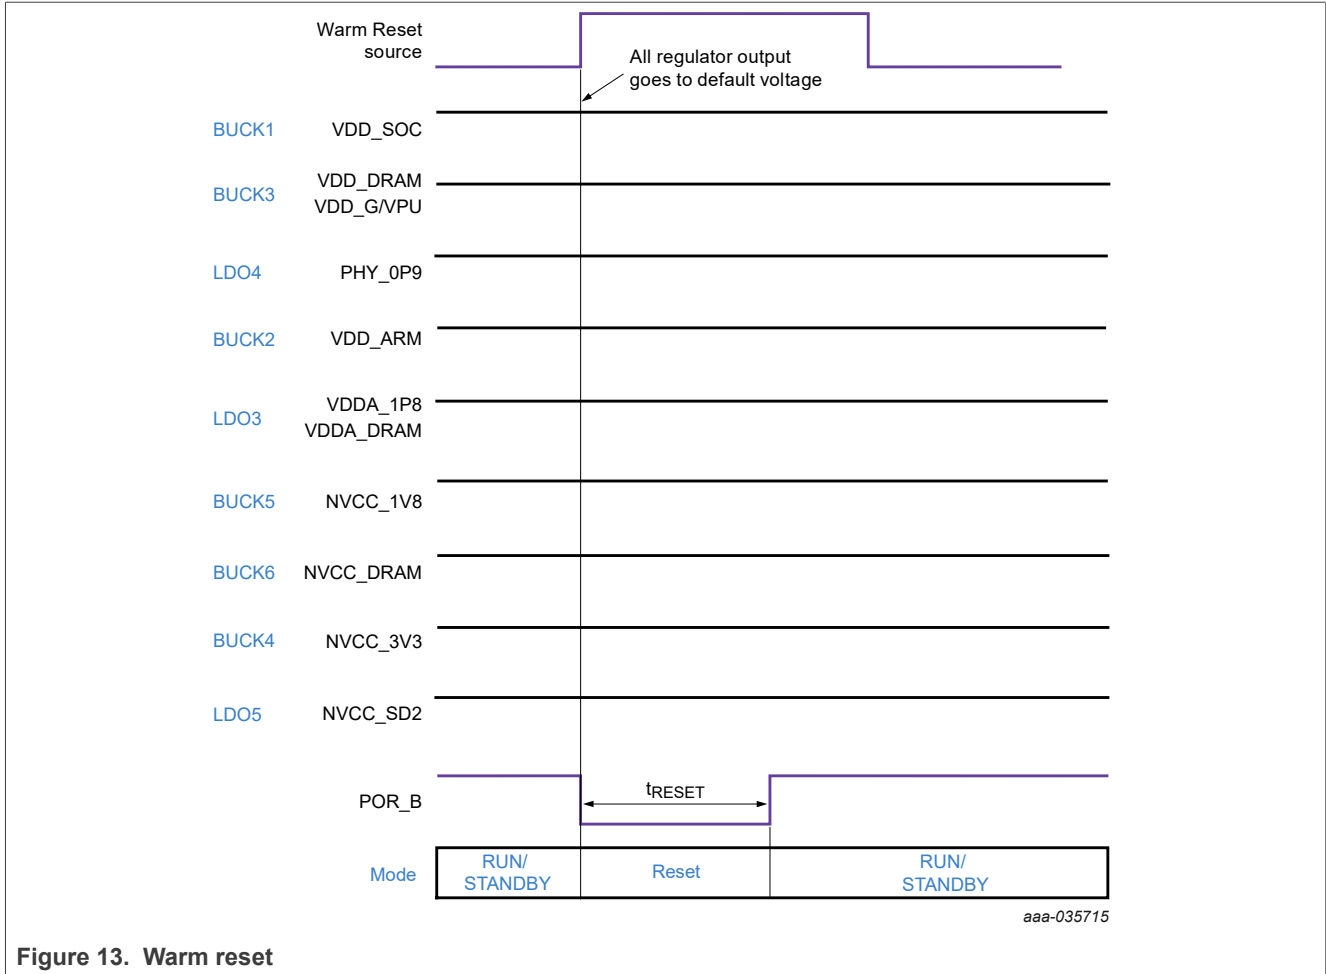 Warm Reset
source
All regulator output
goes to default voltage
BUCK1 VDD_SOC
BUCK3
VDD_DRAM
VDD_G/VPU
LDO4 PHY_0P9
BUCK2 VDD_ARM
LDO3
VDDA_1P8
VDDA_DRAM
BUCK5 NVCC_1V8
BUCK6 NVCC_DRAM
BUCK4 NVCC_3V3
LDO5 NVCC_SD2
POR_B
tRESET
Mode
RUN/
STANDBY
Reset
RUN/
STANDBY
aaa-035715
Figure 13. Warm reset